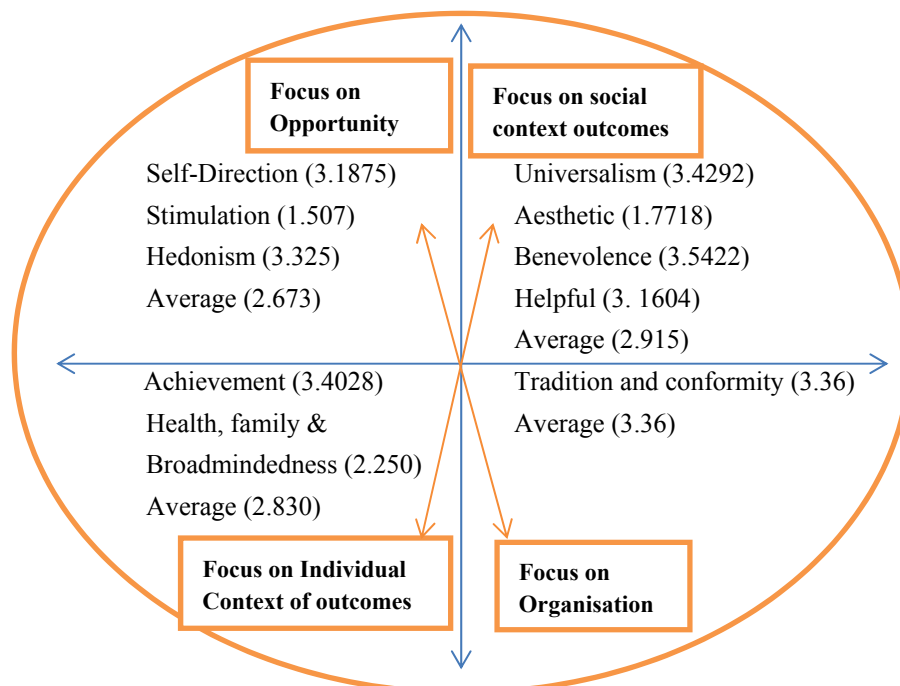 Focus on
Opportunity
Self-Direction (3.1875)
Stimulation (1.507)
Hedonism (3.325)
Average (2.673)
Focus on social
context outcomes
Universalism (3.4292)
Aesthetic (1.7718)
Benevolence (3.5422)
Helpful (3. 1604)
Average (2.915)
Achievement (3.4028)
Health, family &
Broadmindedness (2.250)
Average (2.830)
Focus on Individual
Context of outcomes
Tradition and conformity (3.36)
Average (3.36)
Focus on
Organisation